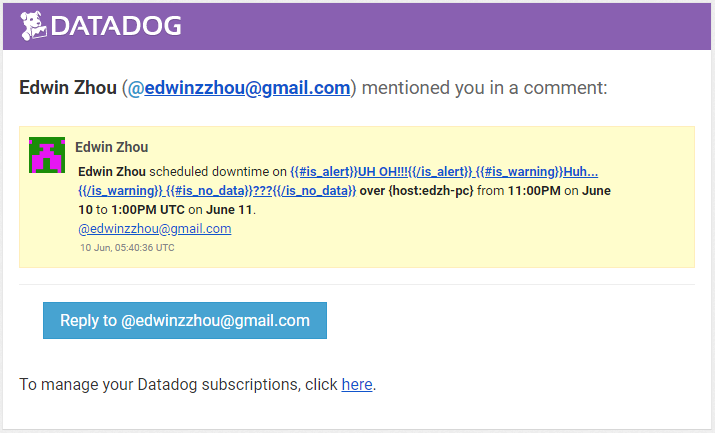 DATADOG
Edwin Zhou (@edwinzzhou@gmail.com) mentioned you in a comment:
Edwin Zhou
Edwin Zhou scheduled downtime on {{#is_alert}}UH OH!!!{{/is_alert}} {{#is_warning}}Huh...
{{/is_warning}} {{#is_no_data}}???{{/is_no_data}} over {host:edzh-pc} from 11:00PM on June
10 to 1:00PM UTC on June 11.
@edwinzzhou@gmail.com
10 Jun, 05:40:36 UTC
Reply to @edwinzzhou@gmail.com
To manage your Datadog subscriptions, click here.